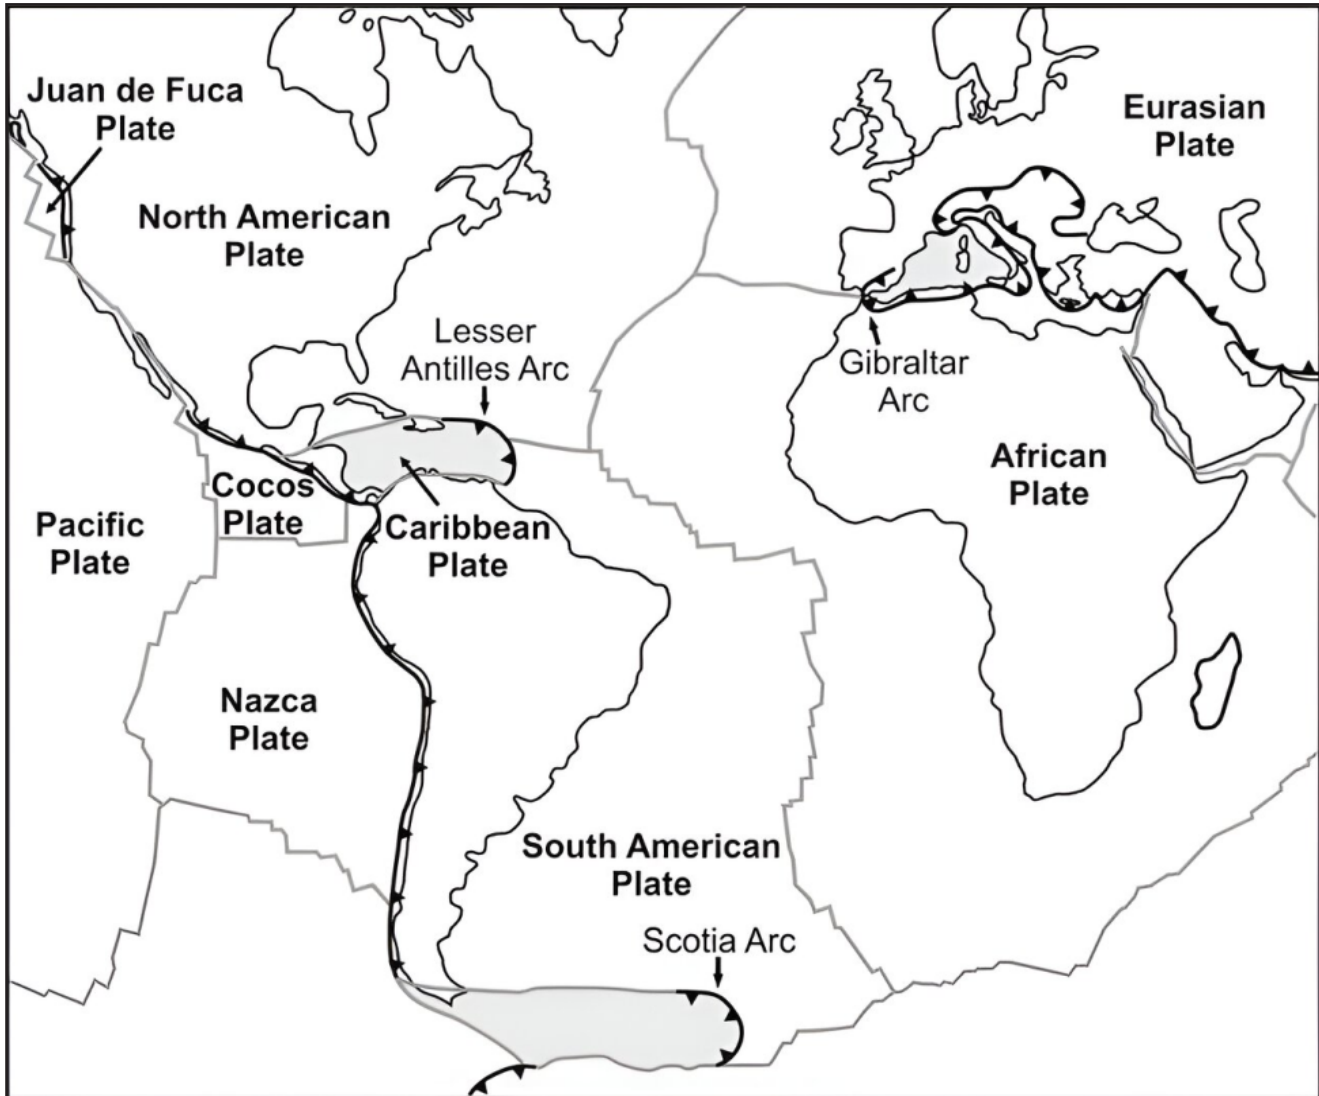 Juan de Fuca
Plate
Eurasian
Plate
North American
Plate
Lesser
Antilles Arc
Gibraltar
Arc
African
Plate
Cocos
Plate
Caribbean
Plate
Pacific
Plate
Nazca
Plate
South American
Plate
Scotia Arc